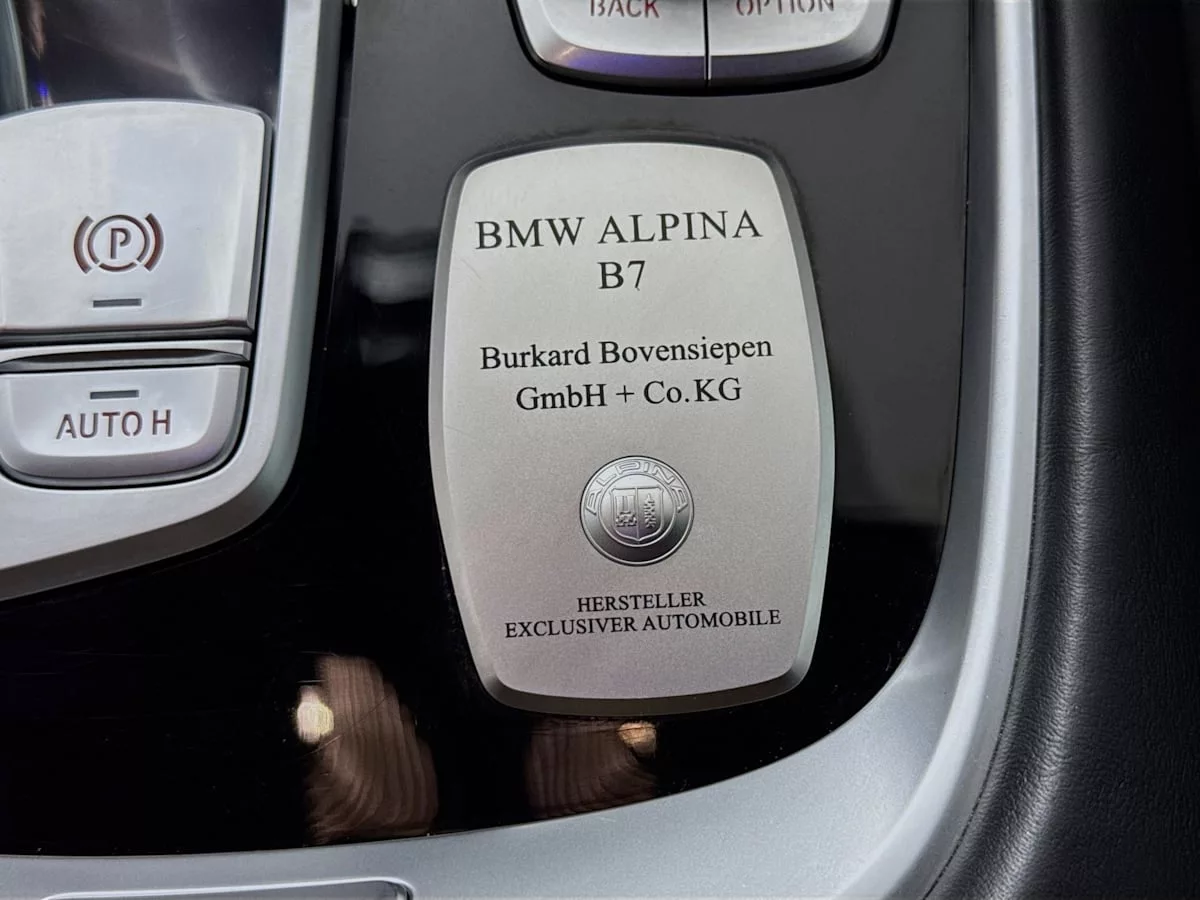 BACK OPTION
P
AUTO H
BMW ALPINA
B7
Burkard Bovensiepen
GmbH + Co. KG
ALPINA
HERSTELLER
EXCLUSIVER AUTOMOBILE